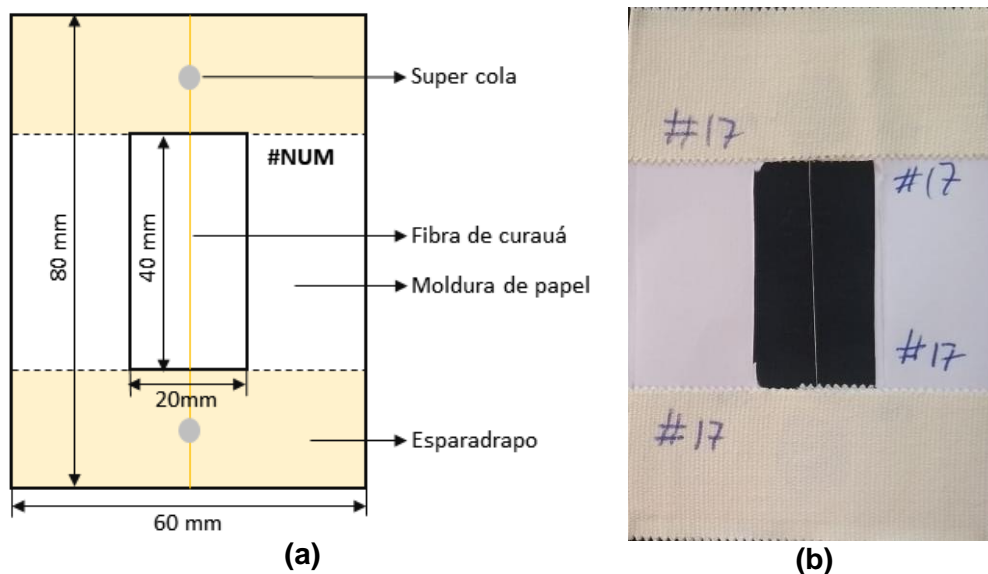 Super cola
#NUM
Fibra de curauá
Moldura de papel
80 mm
40 mm
20mm
Esparadrapo
60 mm
(a)
#17
#17
#17
#17
(b)